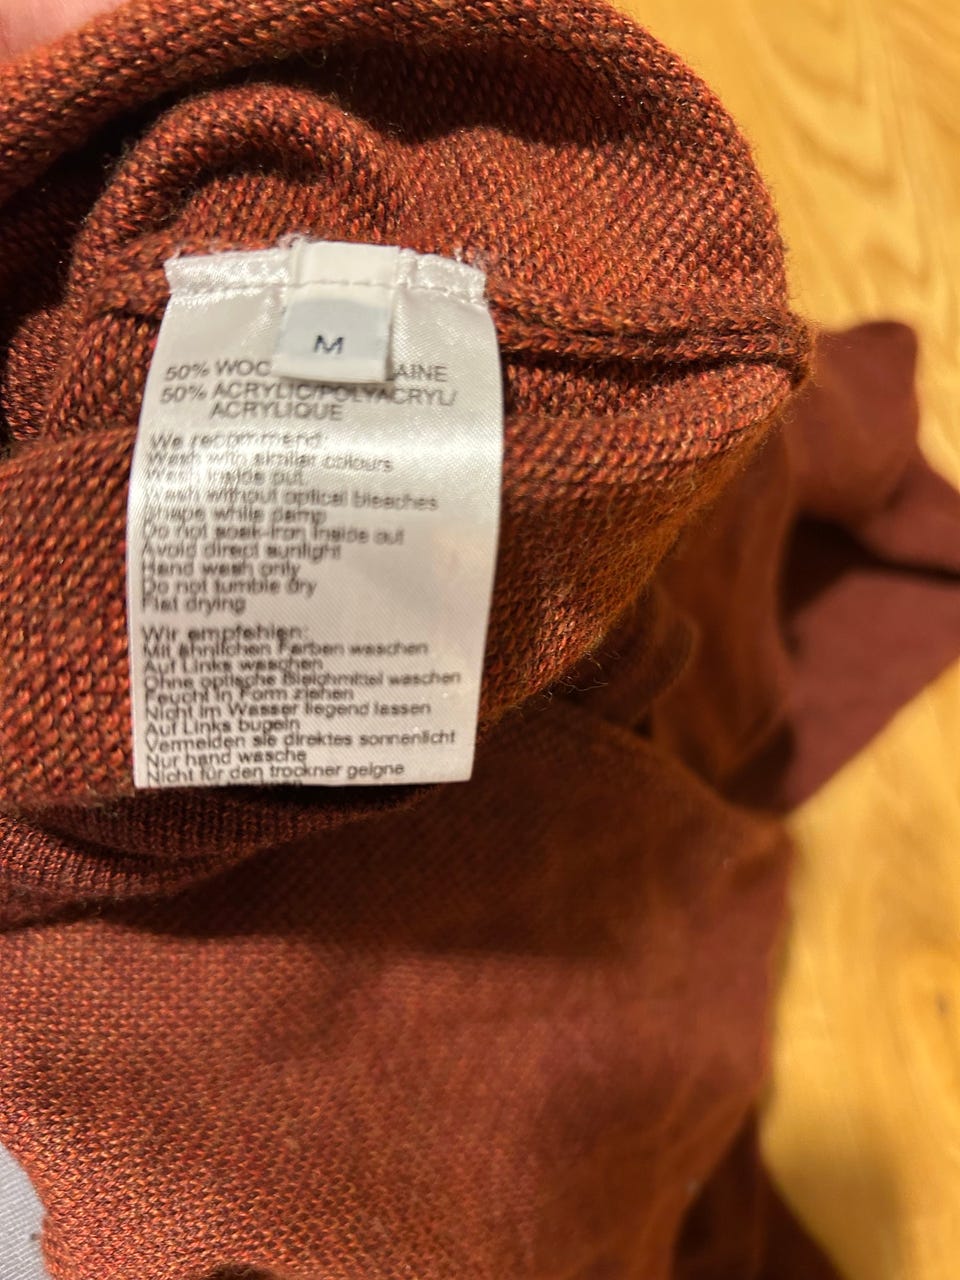 M
50% WOO AINE
50% ACRYLIC/POLYACRYL/
ACRYLIQUE
We recommend:
Wash with similar colours
Wash inside out
Wash without optical bleaches
Shape while damp
Do not soak-iron inside out
Avoid direct sunlight
Hand wash only
Do not tumble dry
Flat drying
Wir empfehlen:
Mit ähnlichen Farben waschen
Auf Links waschen
Ohne optische Bleichmittel waschen
Feucht in Form ziehen
Nicht im Wasser liegend lassen
Auf Links bugeln
Vermeiden sie direktes sonnenlicht
Nur hand wasche
Nicht für den trockner geigne